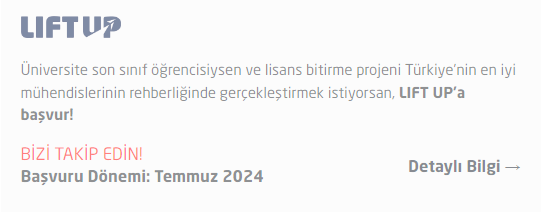 LIFT UP
Üniversite son sınıf öğrencisiysen ve lisans bitirme projeni Türkiye'nin en iyi
mühendislerinin rehberliğinde gerçekleştirmek istiyorsan, LIFT UP'a
başvur!
BİZİ TAKİP EDİN!
Başvuru Dönemi: Temmuz 2024
Detaylı Bilgi →